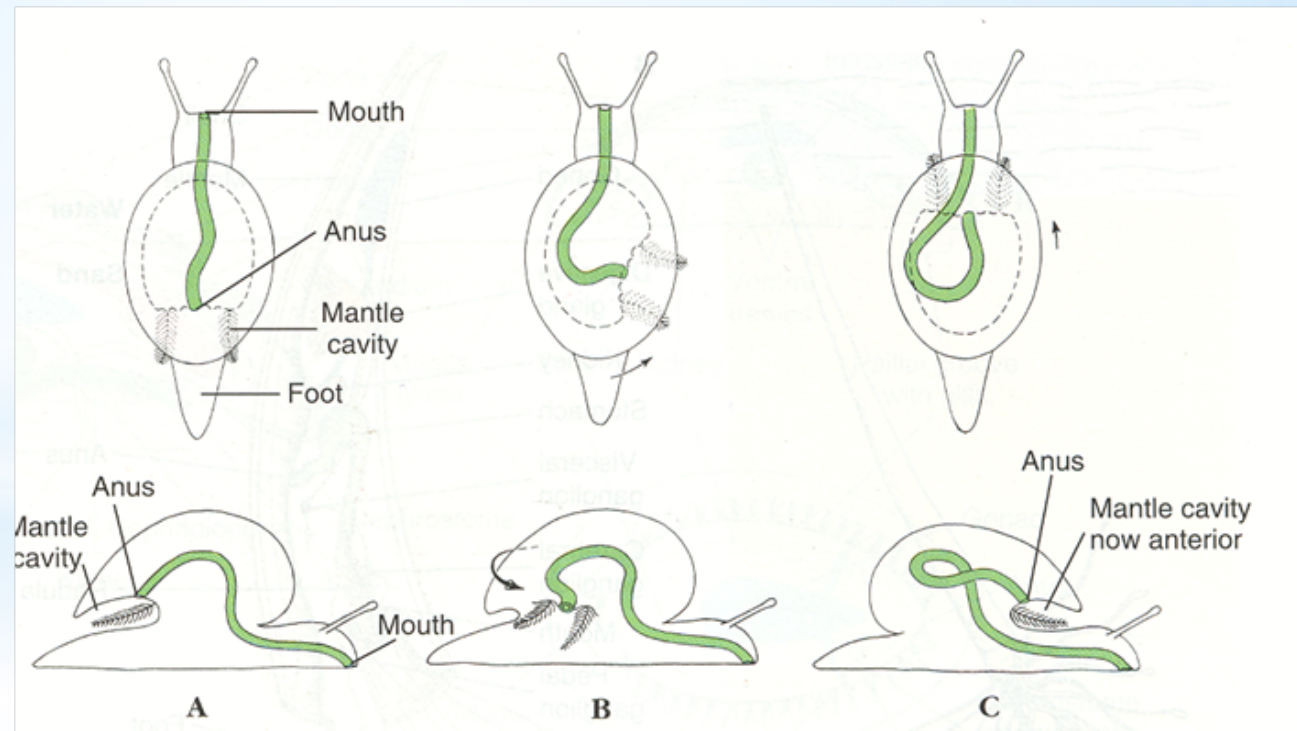 Mouth
Anus
Mantle
cavity
Foot
Anus
Mantle
cavity
Mouth
Anus
Mantle cavity
now anterior
A
B
C